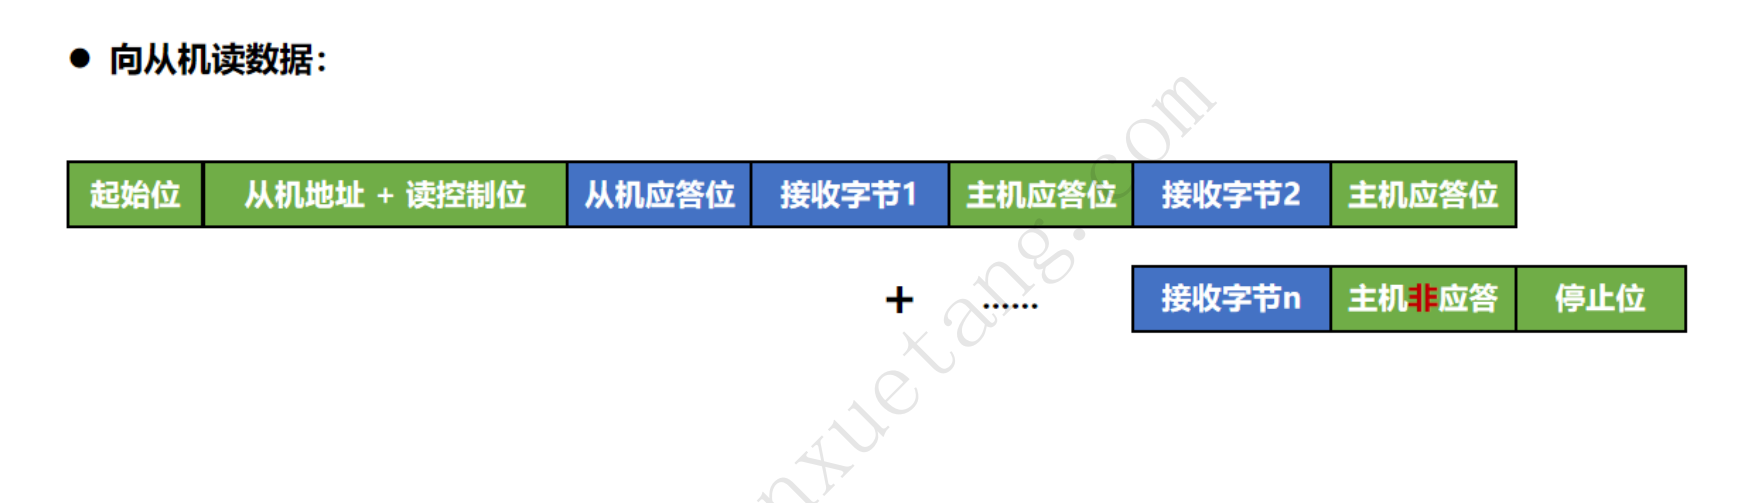 ● 向从机读数据：
起始位 从机地址 + 读控制位 从机应答位 接收字节1 主机应答位 接收字节2 主机应答位
+ ...... 接收字节n 主机非应答 停止位
nxuetang.com